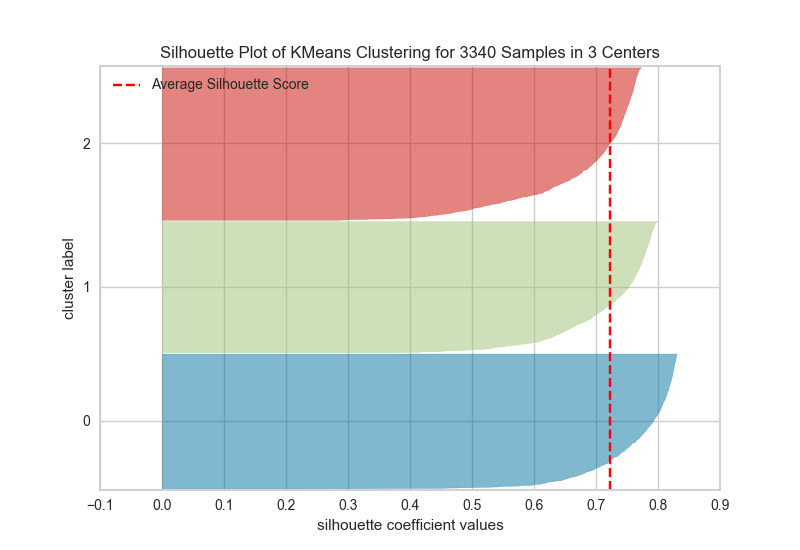 Silhouette Plot of KMeans Clustering for 3340 Samples in 3 Centers
Average Silhouette Score
cluster label
2
1
0
−0.1 0.0 0.1 0.2 0.3 0.4 0.5 0.6 0.7 0.8 0.9
silhouette coefficient values